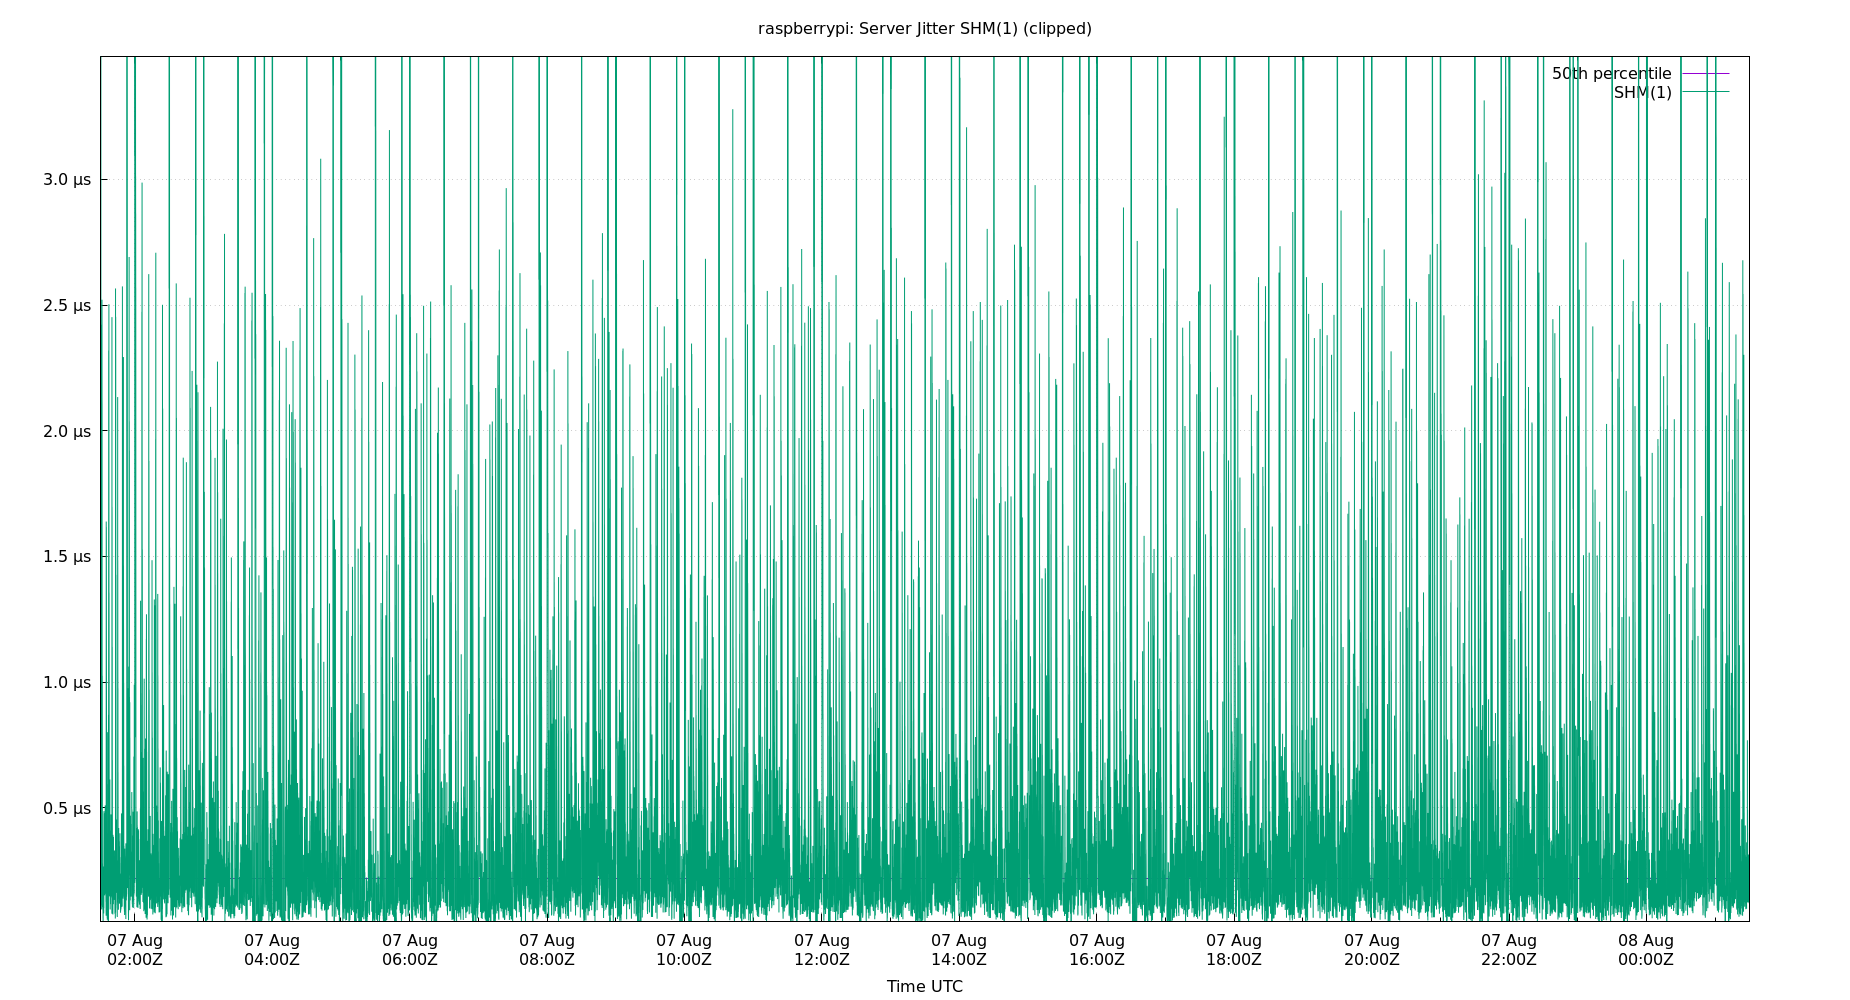 raspberrypi: Server Jitter SHM(1) (clipped)
50th percentile
SHM(1)
3.0 μs
2.5 μs
2.0 μs
1.5 μs
1.0 μs
0.5 μs
07 Aug 07 Aug 07 Aug 07 Aug 07 Aug 07 Aug 07 Aug 07 Aug 07 Aug 07 Aug 07 Aug 08 Aug
02:00Z 04:00Z 06:00Z 08:00Z 10:00Z 12:00Z 14:00Z 16:00Z 18:00Z 20:00Z 22:00Z 00:00Z
Time UTC